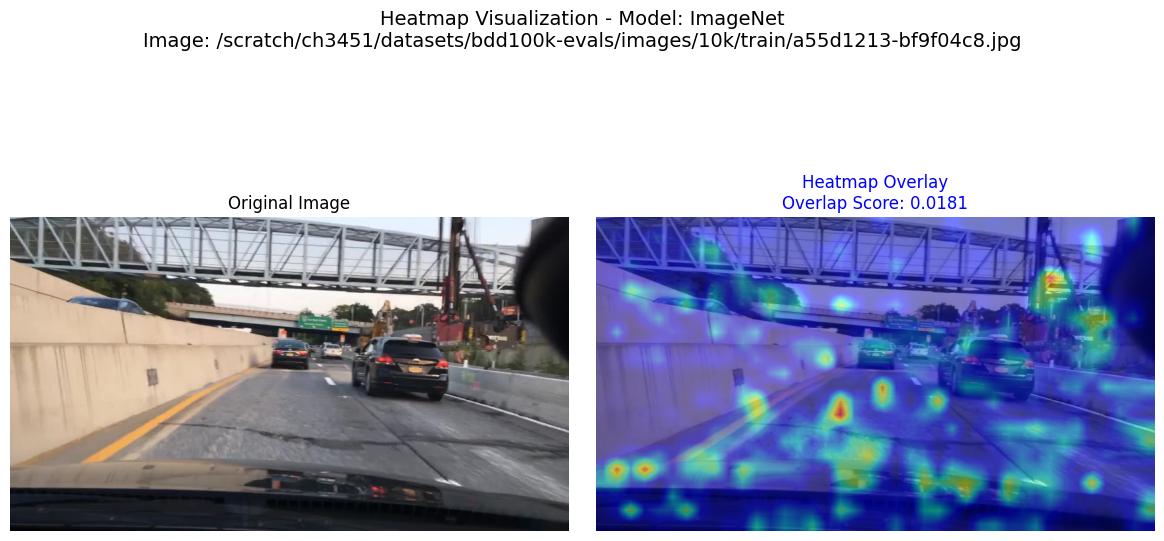 Heatmap Visualization - Model: ImageNet
Image: /scratch/ch3451/datasets/bdd100k-evals/images/10k/train/a55d1213-bf9f04c8.jpg
Original Image
Heatmap Overlay
Overlap Score: 0.0181